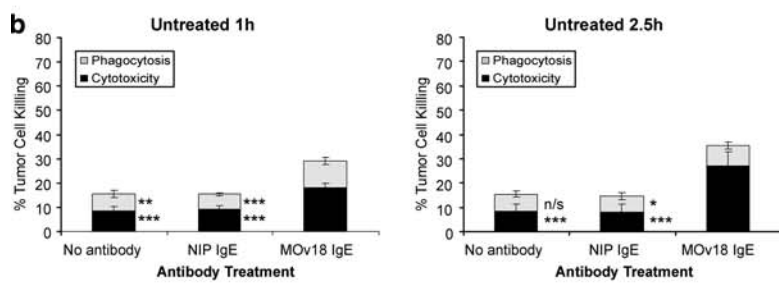 b
Untreated 1h
% Tumor Cell Killing
80
70
60
50
40
30
20
10
0
Phagocytosis
Cytotoxicity
**
***
***
***
No antibody
NIP IgE
MOv18 IgE
Antibody Treatment
Untreated 2.5h
% Tumor Cell Killing
80
70
60
50
40
30
20
10
0
Phagocytosis
Cytotoxicity
n/s
***
*
***
No antibody
NIP IgE
MOv18 IgE
Antibody Treatment